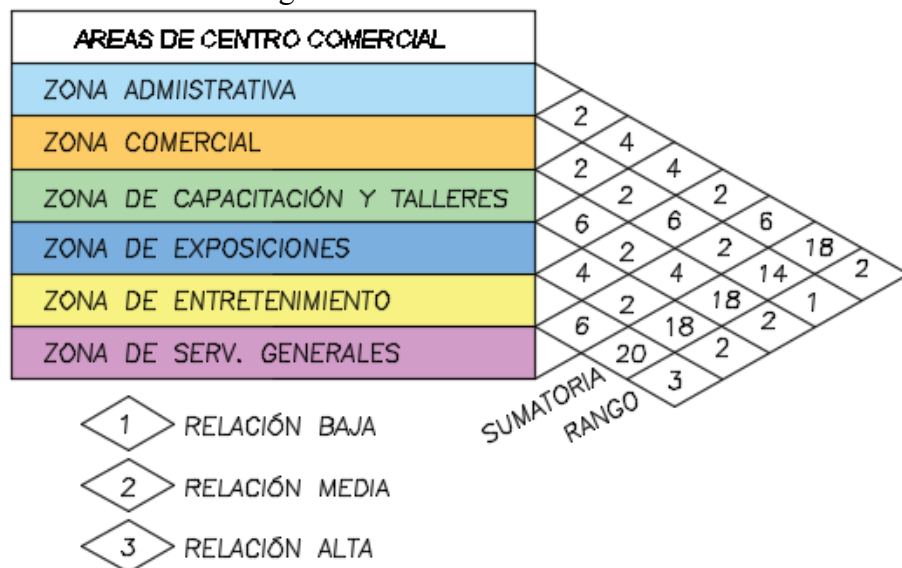 AREAS DE CENTRO COMERCIAL
ZONA ADMIISTRATIVA
ZONA COMERCIAL
ZONA DE CAPACITACIÓN Y TALLERES
ZONA DE EXPOSICIONES
ZONA DE ENTRETENIMIENTO
ZONA DE SERV. GENERALES
2
4
2 4
2 2
6 6 6
2 2 18
4 4 14 2
2 18 1
6 18 2
20 2
3
SUMATORIA
RANGO
1 RELACIÓN BAJA
2 RELACIÓN MEDIA
3 RELACIÓN ALTA